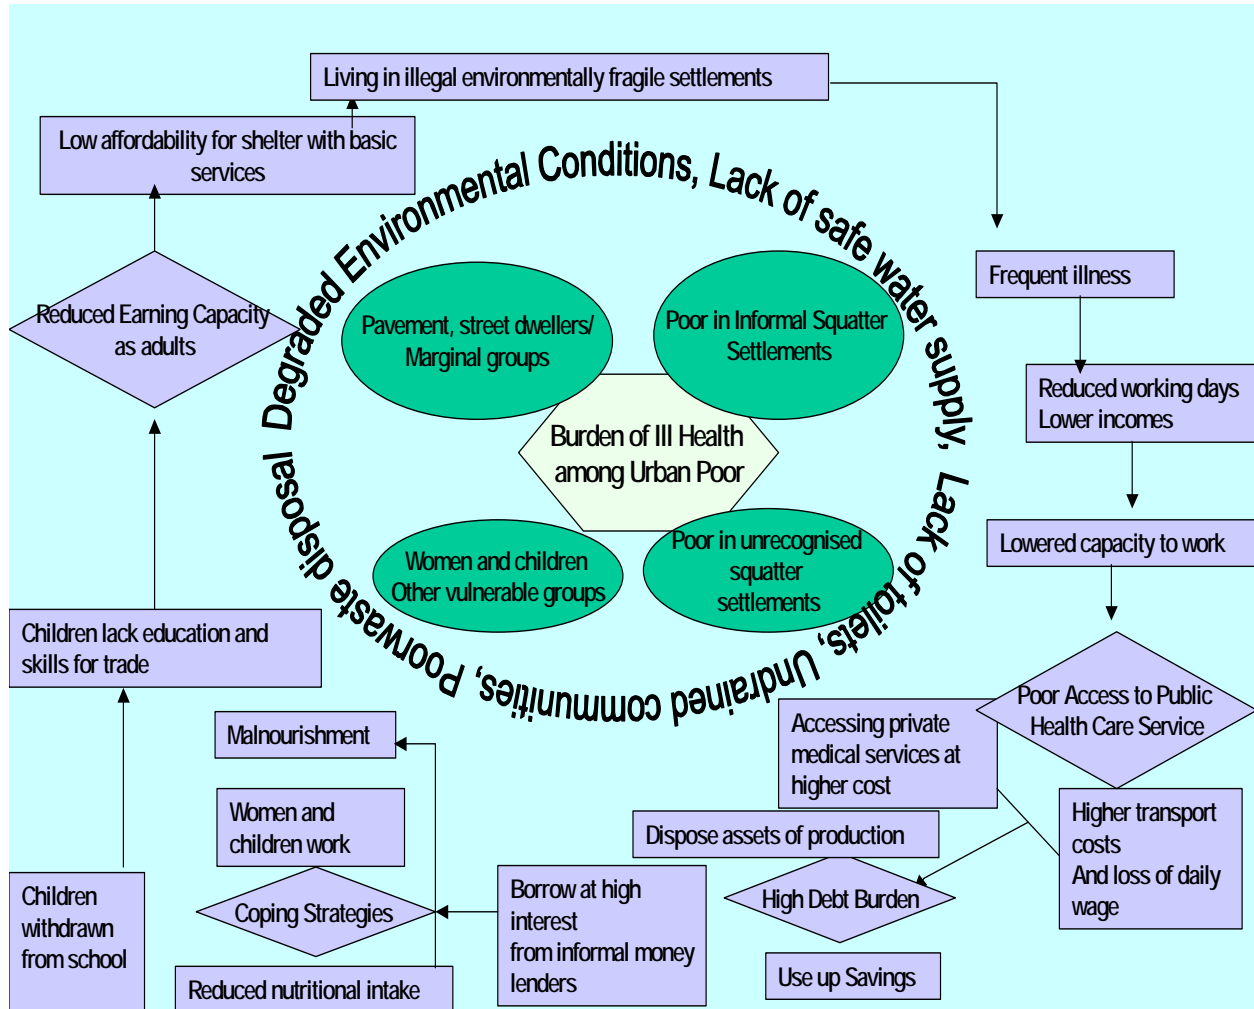 Living in illegal environmentally fragile settlements
Low affordability for shelter with basic
services
Degraded Environmental Conditions, Lack of safe water supply, Lack of toilets, Undrained communities, Poorwaste disposal
Reduced Earning Capacity
as adults
Pavement, street dwellers/
Marginal groups
Poor in Informal Squatter
Settlements
Frequent illness
Reduced working days
Lower incomes
Burden of Ill Health
among Urban Poor
Lowered capacity to work
Women and children
Other vulnerable groups
Poor in unrecognised
squatter
settlements
Children lack education and
skills for trade
Poor Access to Public
Health Care Service
Malnourishment
Accessing private
medical services at
higher cost
Women and
children work
Dispose assets of production
Higher transport
costs
And loss of daily
wage
Children
withdrawn
from school
Coping Strategies
Borrow at high
interest
from informal money
lenders
High Debt Burden
Reduced nutritional intake
Use up Savings